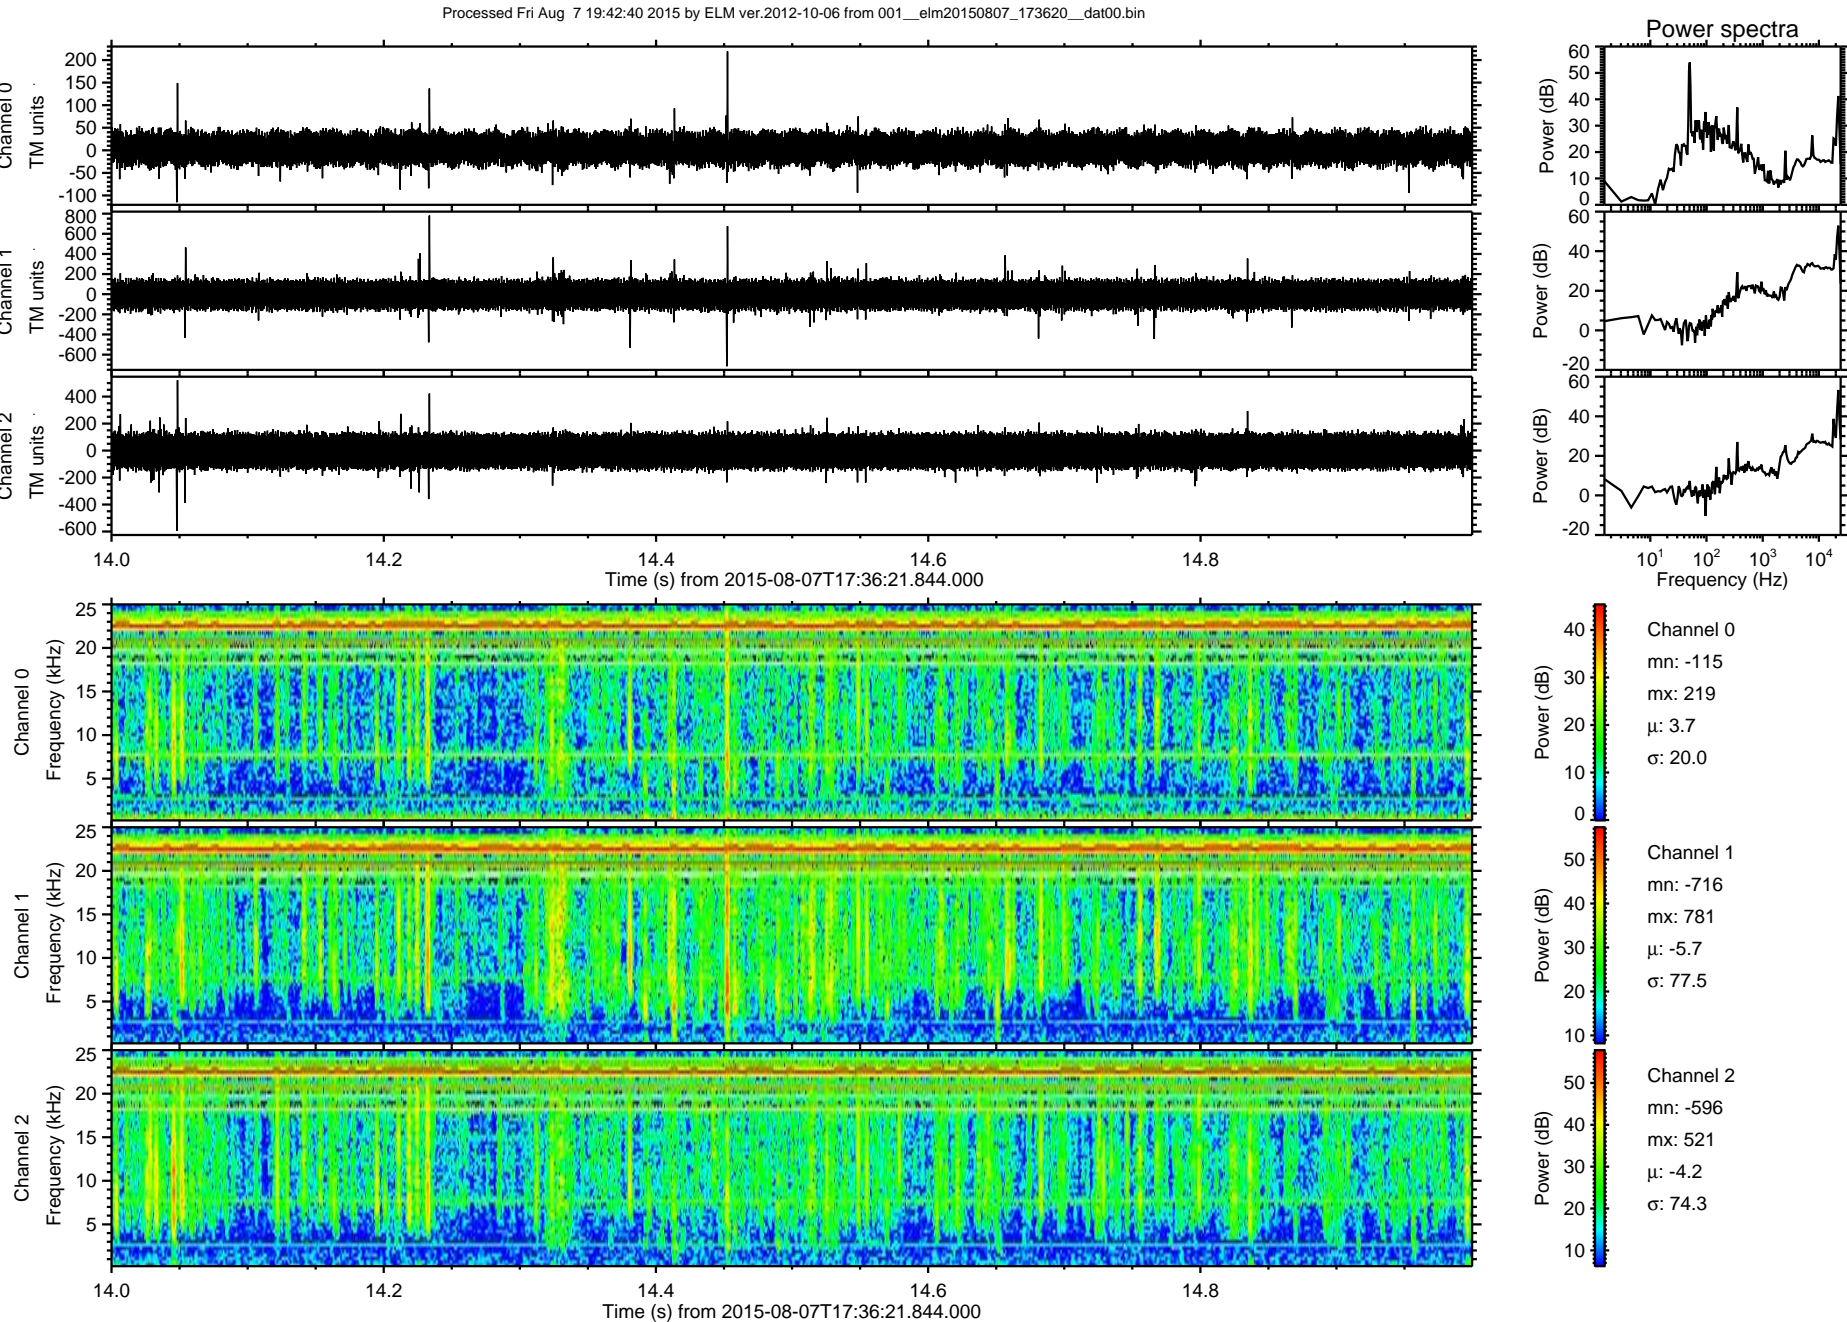 Processed Fri Aug  7 19:42:40 2015 by ELM ver.2012-10-06 from 001__elm20150807_173620__dat00.bin
Power spectra
Channel 0
TM units
200
150
100
50
0
-50
-100
Power (dB)
60
50
40
30
20
10
0
Channel 1
TM units
800
600
400
200
0
-200
-400
-600
Power (dB)
60
40
20
0
-20
Channel 2
TM units
400
200
0
-200
-400
-600
Power (dB)
60
40
20
0
-20
14.0 14.2 14.4 14.6 14.8
Time (s) from 2015-08-07T17:36:21.844.000
10^1 10^2 10^3 10^4
Frequency (Hz)
Channel 0
Frequency (kHz)
25
20
15
10
5
Power (dB)
40
30
20
10
0
Channel 0
mn: -115
mx: 219
μ: 3.7
σ: 20.0
Channel 1
Frequency (kHz)
25
20
15
10
5
Power (dB)
50
40
30
20
10
Channel 1
mn: -716
mx: 781
μ: -5.7
σ: 77.5
Channel 2
Frequency (kHz)
25
20
15
10
5
Power (dB)
50
40
30
20
10
Channel 2
mn: -596
mx: 521
μ: -4.2
σ: 74.3
14.0 14.2 14.4 14.6 14.8
Time (s) from 2015-08-07T17:36:21.844.000